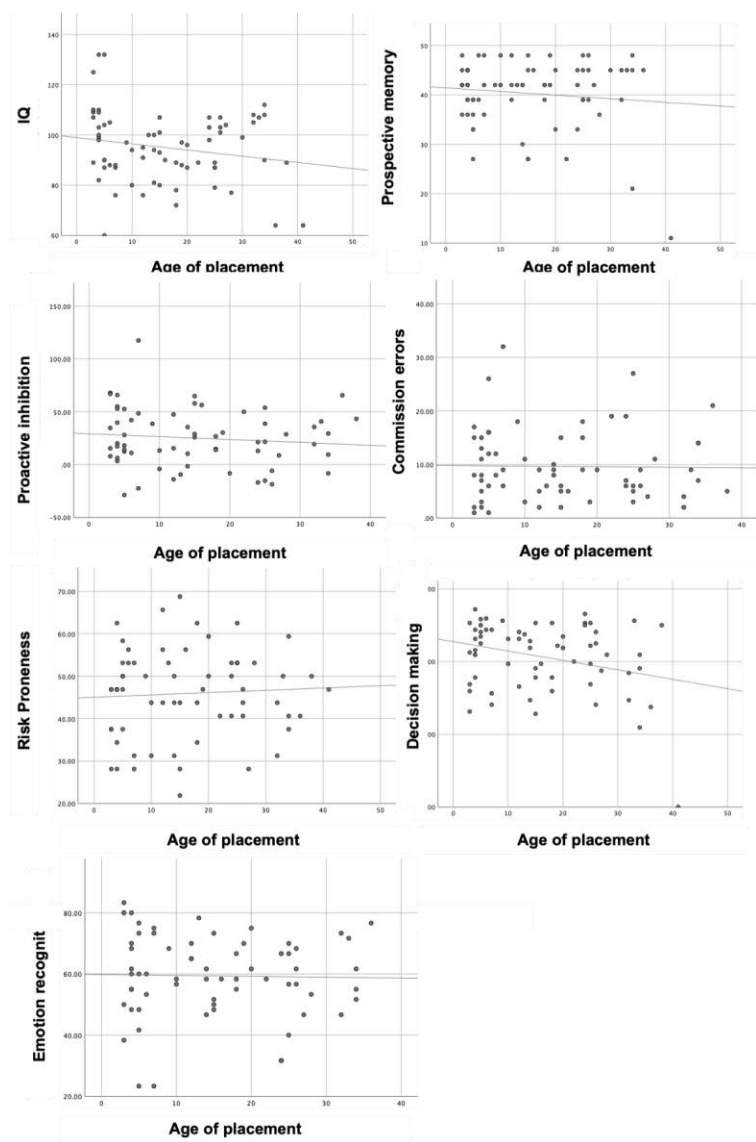 140
120
100
80
60
IQ
0 10 20 30 40 50
Age of placement
50
40
30
20
10
Prospective memory
0 10 20 30 40 50
Age of placement
150.00
100.00
50.00
.00
-50.00
Proactive inhibition
0 10 20 30 40
Age of placement
40.00
30.00
20.00
10.00
.00
Commission errors
0 10 20 30 40
Age of placement
70.00
60.00
50.00
40.00
30.00
20.00
Risk Proneness
0 10 20 30 40 50
Age of placement
00
00
00
00
Decision making
0 10 20 30 40 50
Age of placement
80.00
60.00
40.00
20.00
Emotion recognit
0 10 20 30 40
Age of placement